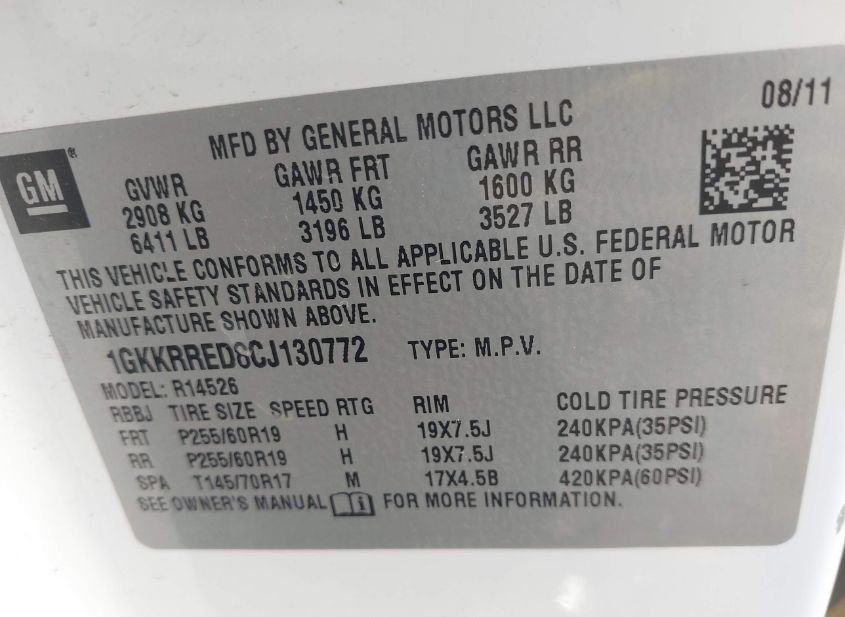 08/11
MFD BY GENERAL MOTORS LLC
GM®
GVWR GAWR FRT GAWR RR
2908 KG 1450 KG 1600 KG
6411 LB 3196 LB 3527 LB
THIS VEHICLE CONFORMS TO ALL APPLICABLE U.S. FEDERAL MOTOR
VEHICLE SAFETY STANDARDS IN EFFECT ON THE DATE OF
MANUFACTURE SHOWN ABOVE.
1GKKRRED8CJ130772 TYPE: M.P.V.
MODEL: R14526
RBBJ TIRE SIZE SPEED RTG RIM COLD TIRE PRESSURE
FRT P255/60R19 H 19X7.5J 240KPA(35PSI)
RR P255/60R19 H 19X7.5J 240KPA(35PSI)
SPA T145/70R17 M 17X4.5B 420KPA(60PSI)
SEE OWNER'S MANUAL FOR MORE INFORMATION.